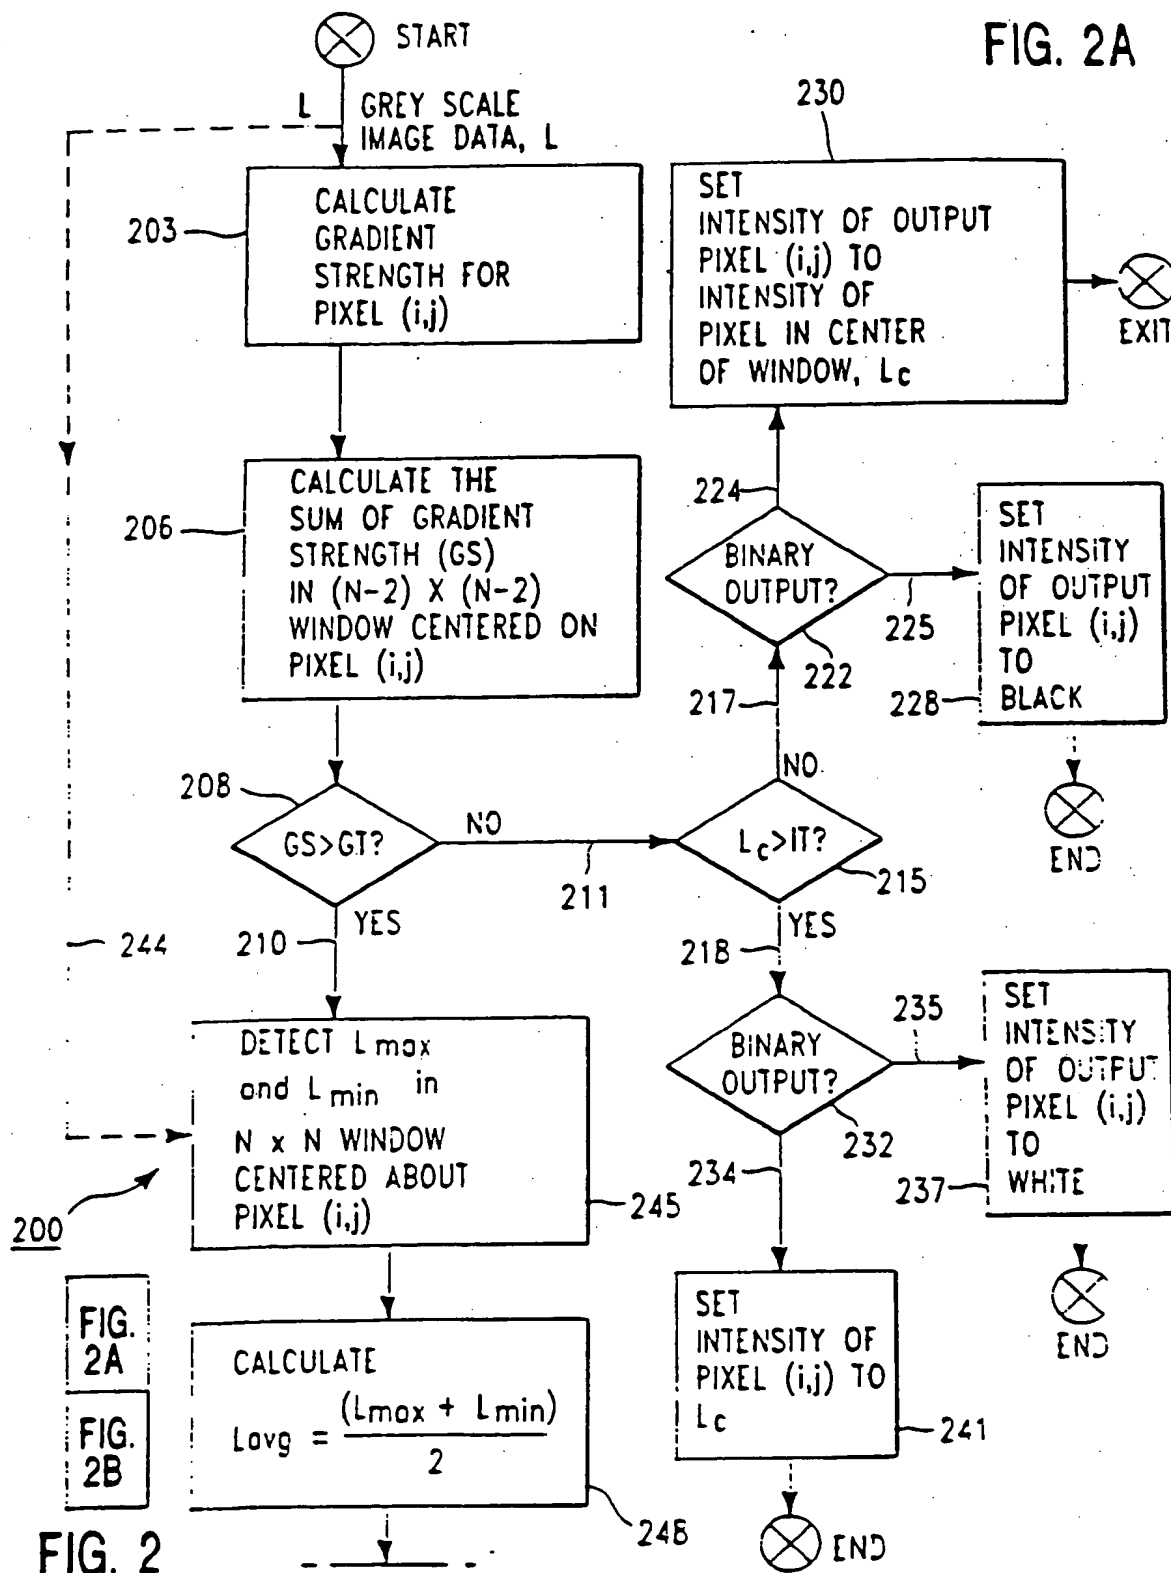 FIG. 2A
START
L
GREY SCALE
IMAGE DATA, L
203
CALCULATE
GRADIENT
STRENGTH FOR
PIXEL (i,j)
230
SET
INTENSITY OF OUTPUT
PIXEL (i,j) TO
INTENSITY OF
PIXEL IN CENTER
OF WINDOW, Lc
EXIT
206
CALCULATE THE
SUM OF GRADIENT
STRENGTH (GS)
IN (N-2) X (N-2)
WINDOW CENTERED ON
PIXEL (i,j)
224
BINARY
OUTPUT?
222
225
SET
INTENSITY
OF OUTPUT
PIXEL (i,j)
TO
BLACK
228
END
217
NO
208
GS>GT?
NO
211
Lc>IT?
215
YES
210
YES
218
244
DETECT Lmax
and Lmin in
N x N WINDOW
CENTERED ABOUT
PIXEL (i,j)
245
200
BINARY
OUTPUT?
232
235
SET
INTENSITY
OF OUTPUT
PIXEL (i,j)
TO
WHITE
237
END
234
SET
INTENSITY OF
PIXEL (i,j) TO
Lc
241
END
CALCULATE
Lavg = (Lmax + Lmin)
2
248
FIG.
2A
FIG.
2B
FIG. 2